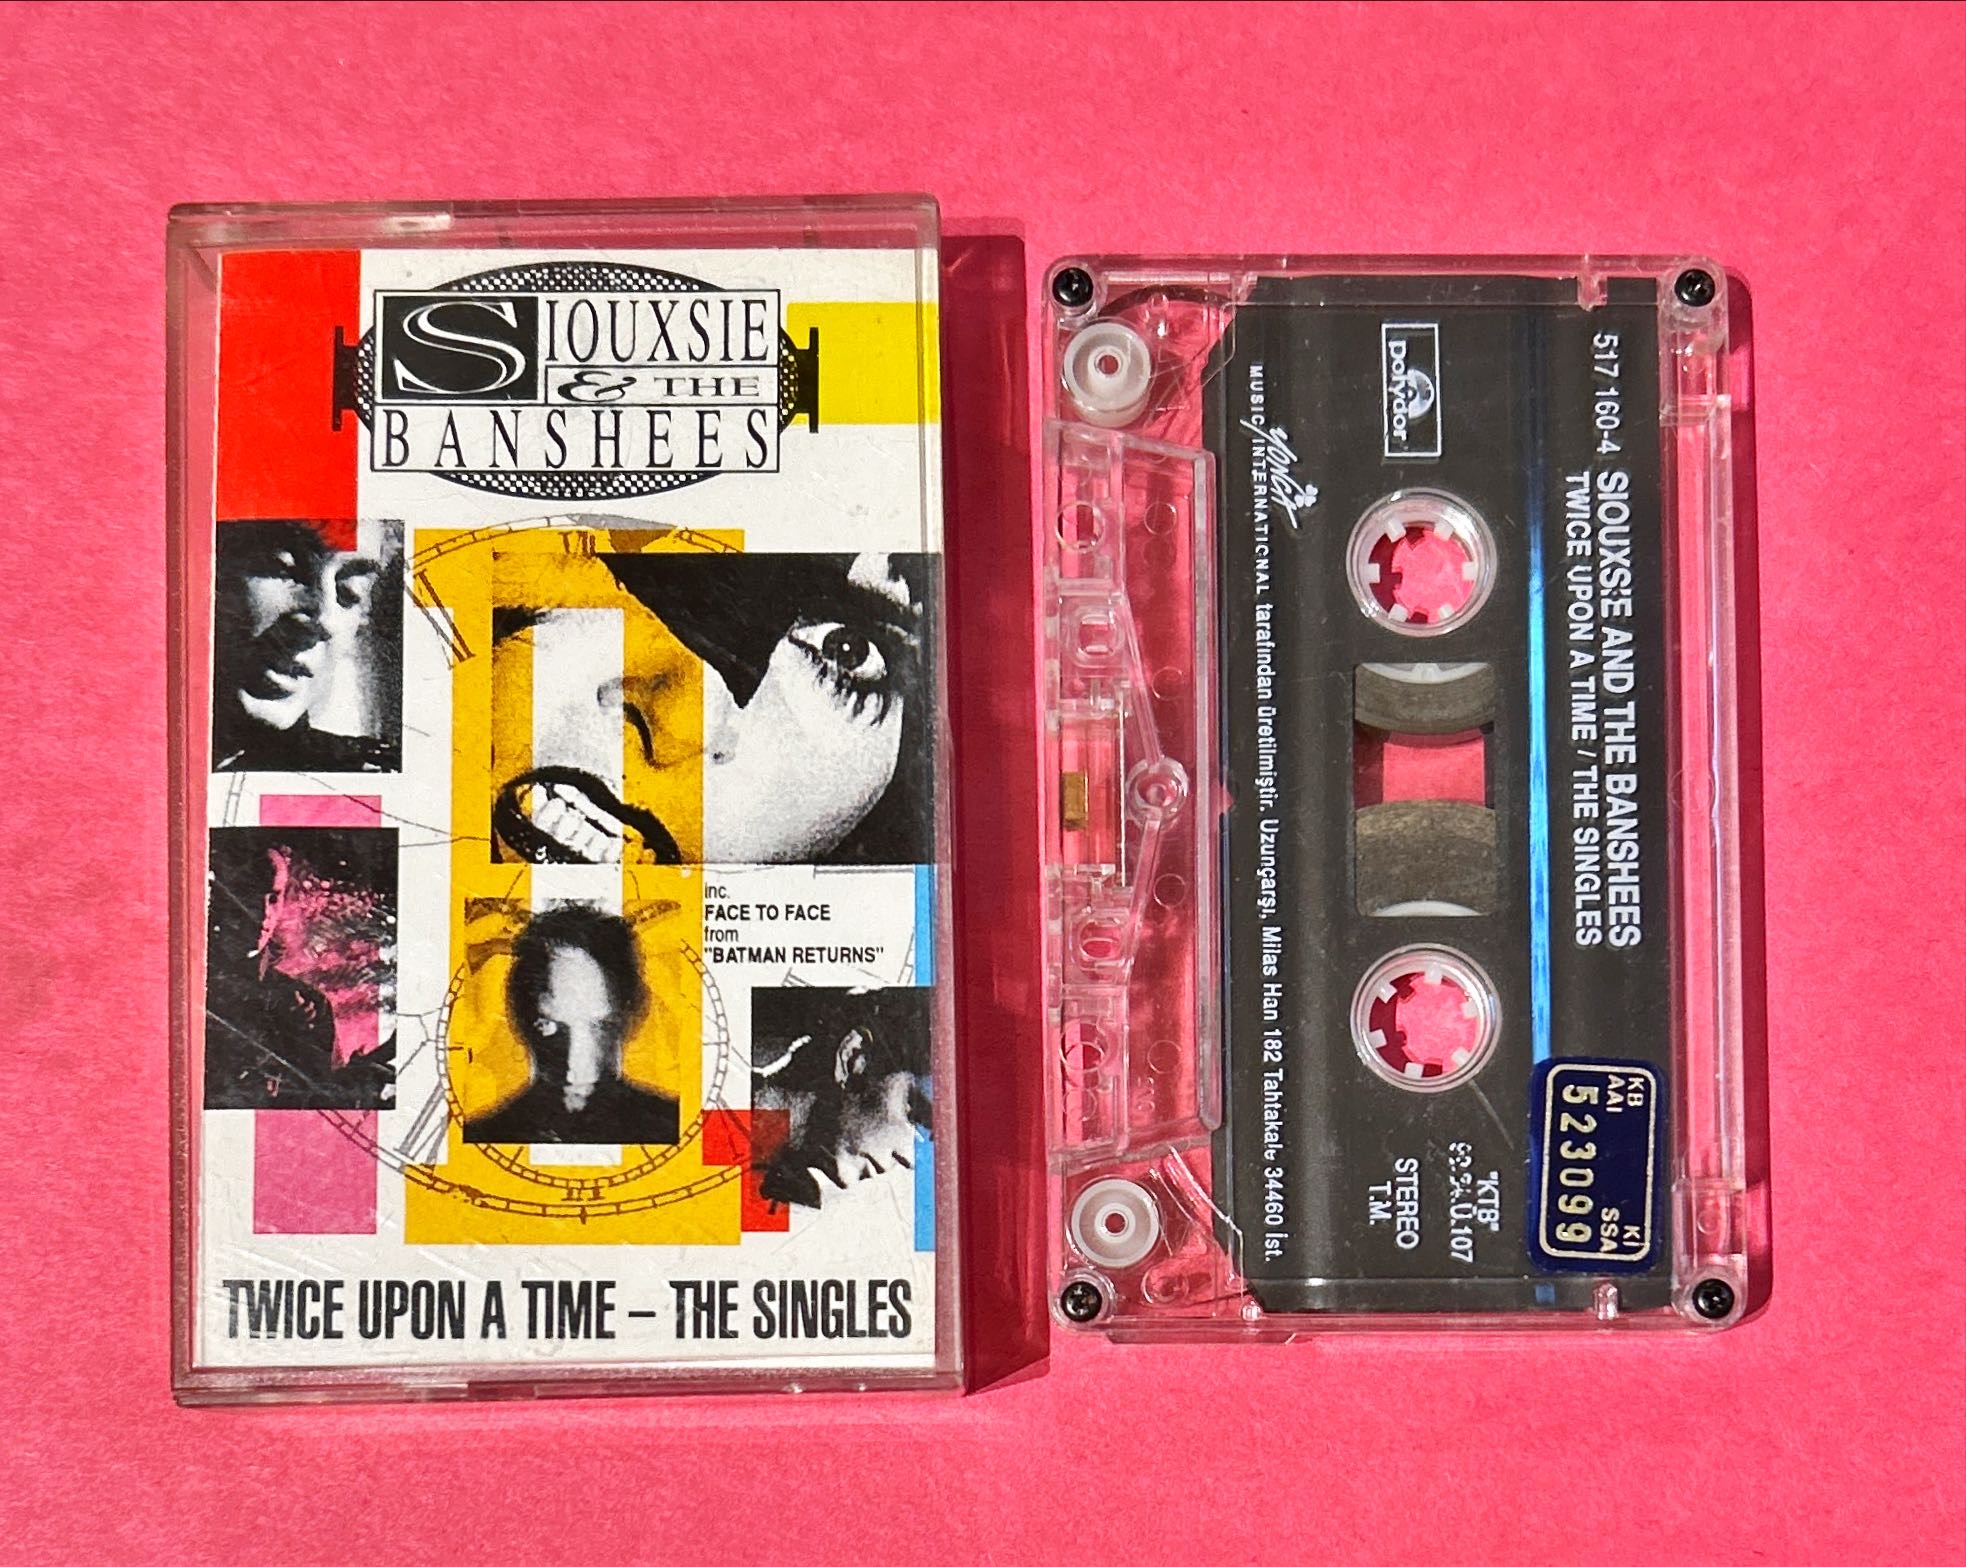 SIOUXSIE
& THE
BANSHEES
VII
inc.
FACE TO FACE
from
"BATMAN RETURNS"
TWICE UPON A TIME – THE SINGLES
517 160-4 SIOUXSIE AND THE BANSHEES
TWICE UPON A TIME / THE SINGLES
polydor
YONCA
MUSIC INTERNATIONAL tarafından üretilmiştir. Uzunçarşı, Milas Han 182 Tahtakale 34460 İst.
"KTB"
STEREO
T.M.
KB KI
AAI SSA
523099